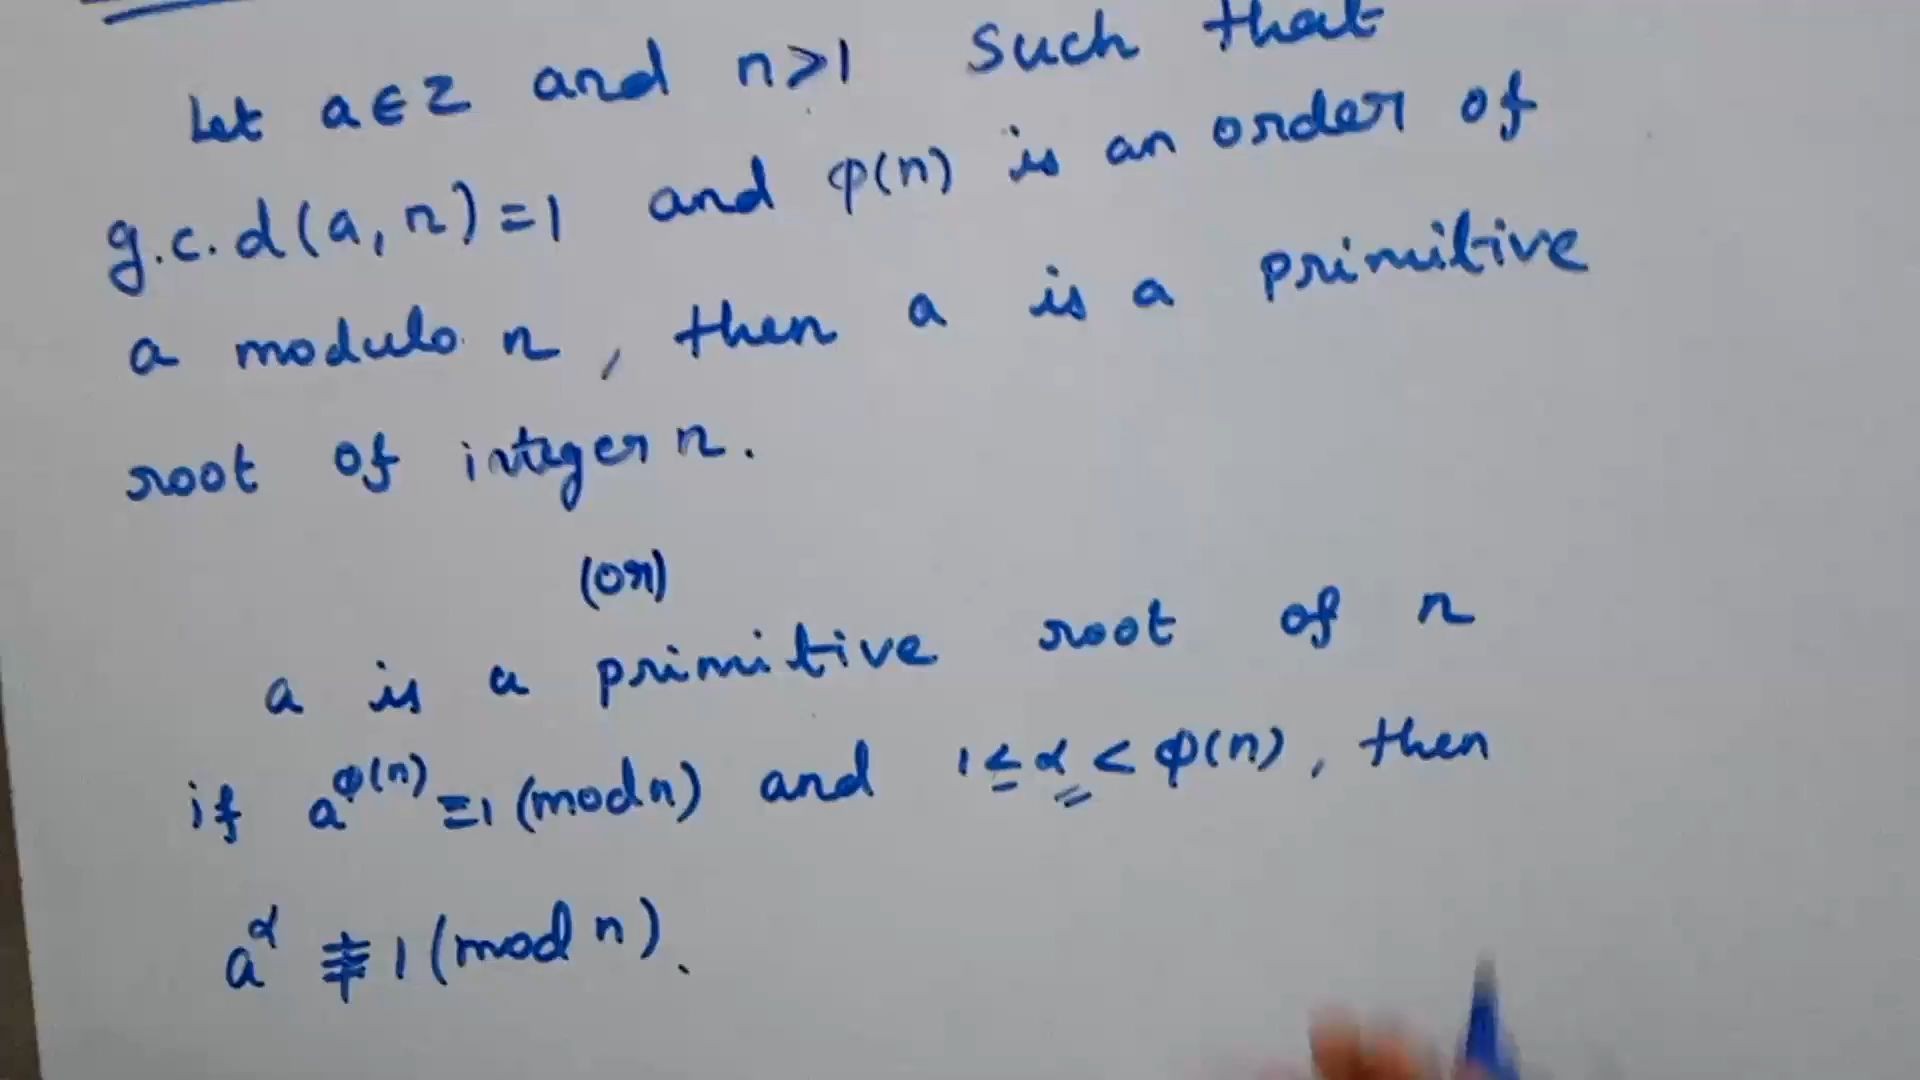 Let a ∈ Z and n>1 such that
g.c.d(a,n)=1 and φ(n) is an order of
a modulo n, then a is a primitive
root of integer n.
(or)
a is a primitive root of n
if a^φ(n) ≡1 (mod n) and 1≤α<φ(n), then
a^α ≢ 1 (mod n).